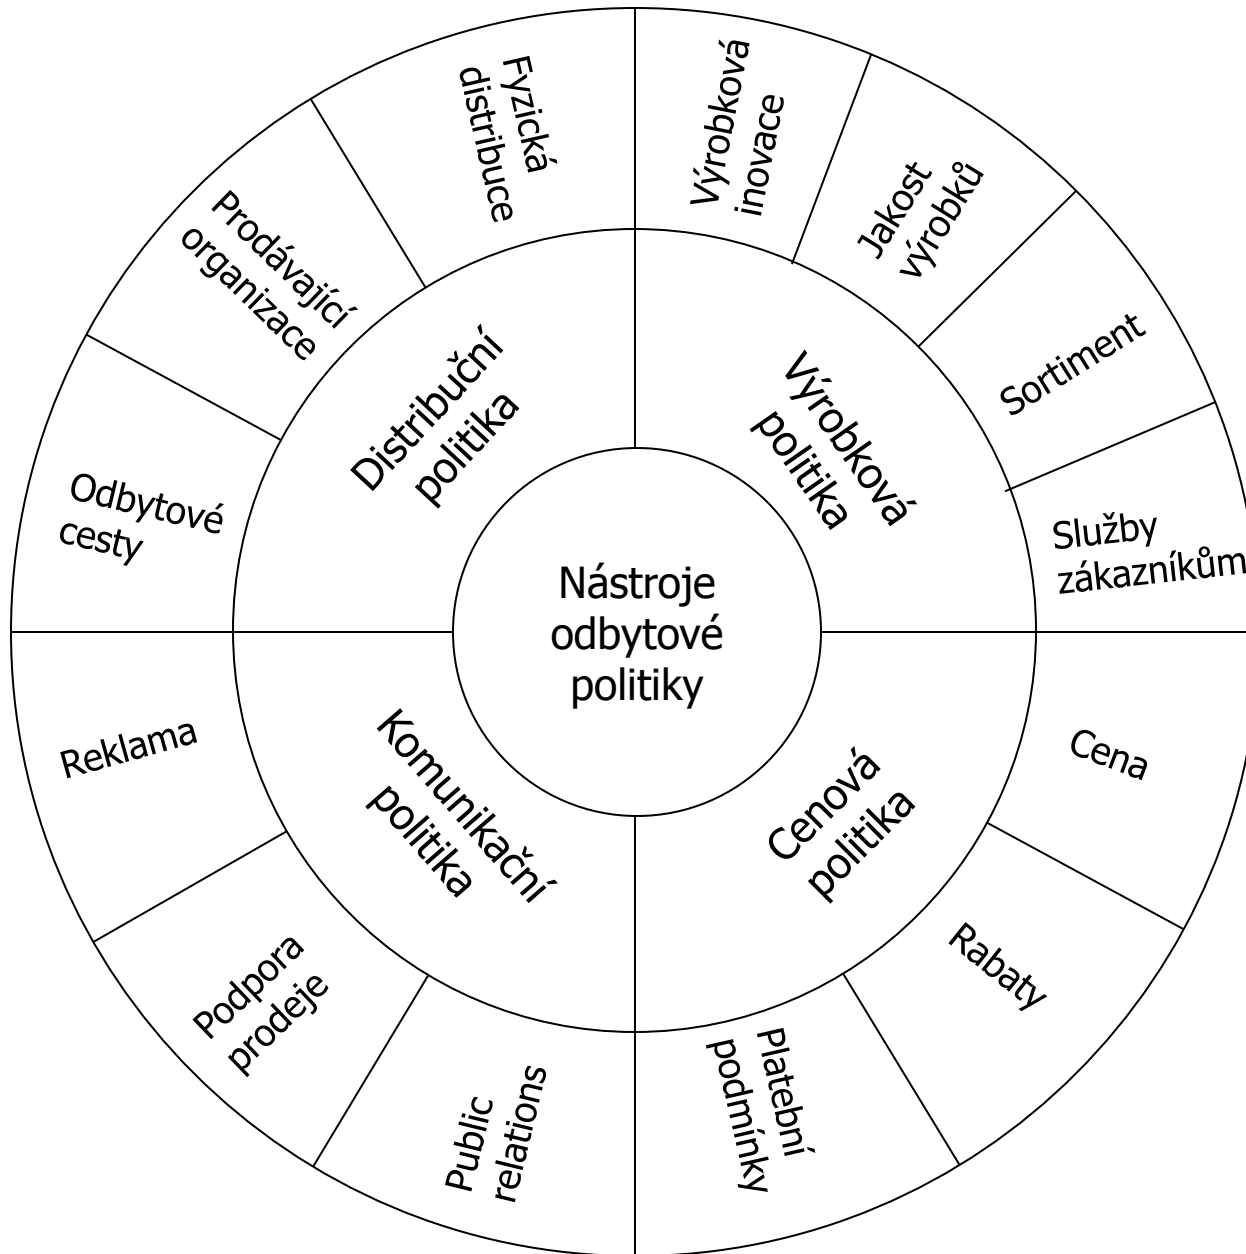 Fyzická
distribuce
Výrobková
inovace
Jakost
výrobků
Prodávající
organizace
Sortiment
Distribuční
politika
Výrobková
politika
Odbytové
cesty
Služby
zákazníkům
Nástroje
odbytové
politiky
Reklama
Komunikační
politika
Cenová
politika
Cena
Podpora
prodeje
Rabaty
Public
relations
Platební
podmínky